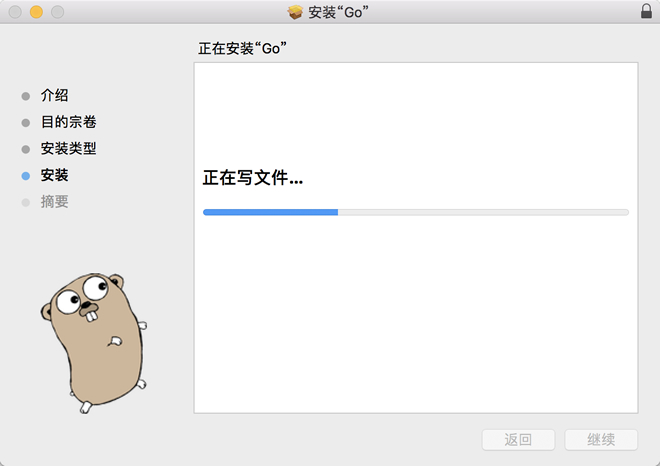 安装“Go”
正在安装“Go”
介绍
目的宗卷
安装类型
安装
摘要
正在写文件...
返回
继续